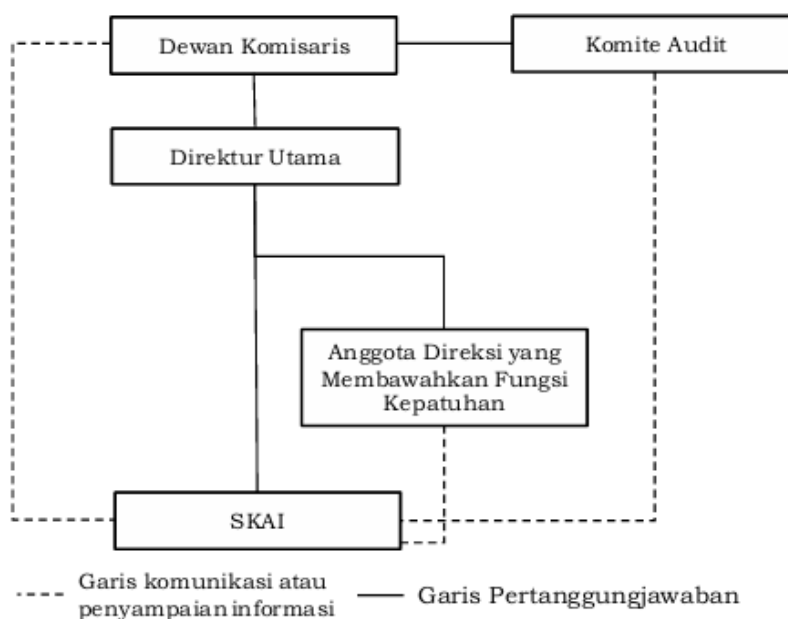 Dewan Komisaris
Komite Audit
Direktur Utama
Anggota Direksi yang
Membawahkan Fungsi
Kepatuhan
SKAI
Garis komunikasi atau
penyampaian informasi
Garis Pertanggungjawaban